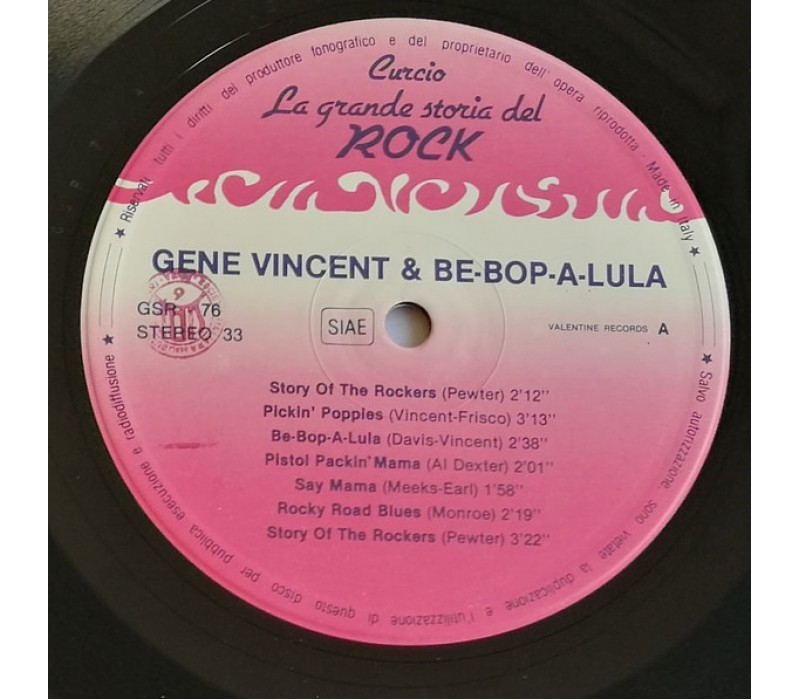 ★ Riservati tutti i diritti del produttore fonografico e del proprietario dell'opera riprodotta - Made in Italy ★
Curcio
La grande storia del
ROCK
GENE VINCENT & BE-BOP-A-LULA
GSR 76
STEREO 33
9
SIAE
VALENTINE RECORDS A
Story Of The Rockers (Pewter) 2'12''
Pickin' Poppies (Vincent-Frisco) 3'13''
Be-Bop-A-Lula (Davis-Vincent) 2'38''
Pistol Packin' Mama (Al Dexter) 2'01''
Say Mama (Meeks-Earl) 1'58''
Rocky Road Blues (Monroe) 2'19''
Story Of The Rockers (Pewter) 3'22''
★ Salvo autorizzazione, sono vietate la duplicazione e l'utilizzazione di questo disco per pubblica esecuzione e radiodiffusione ★